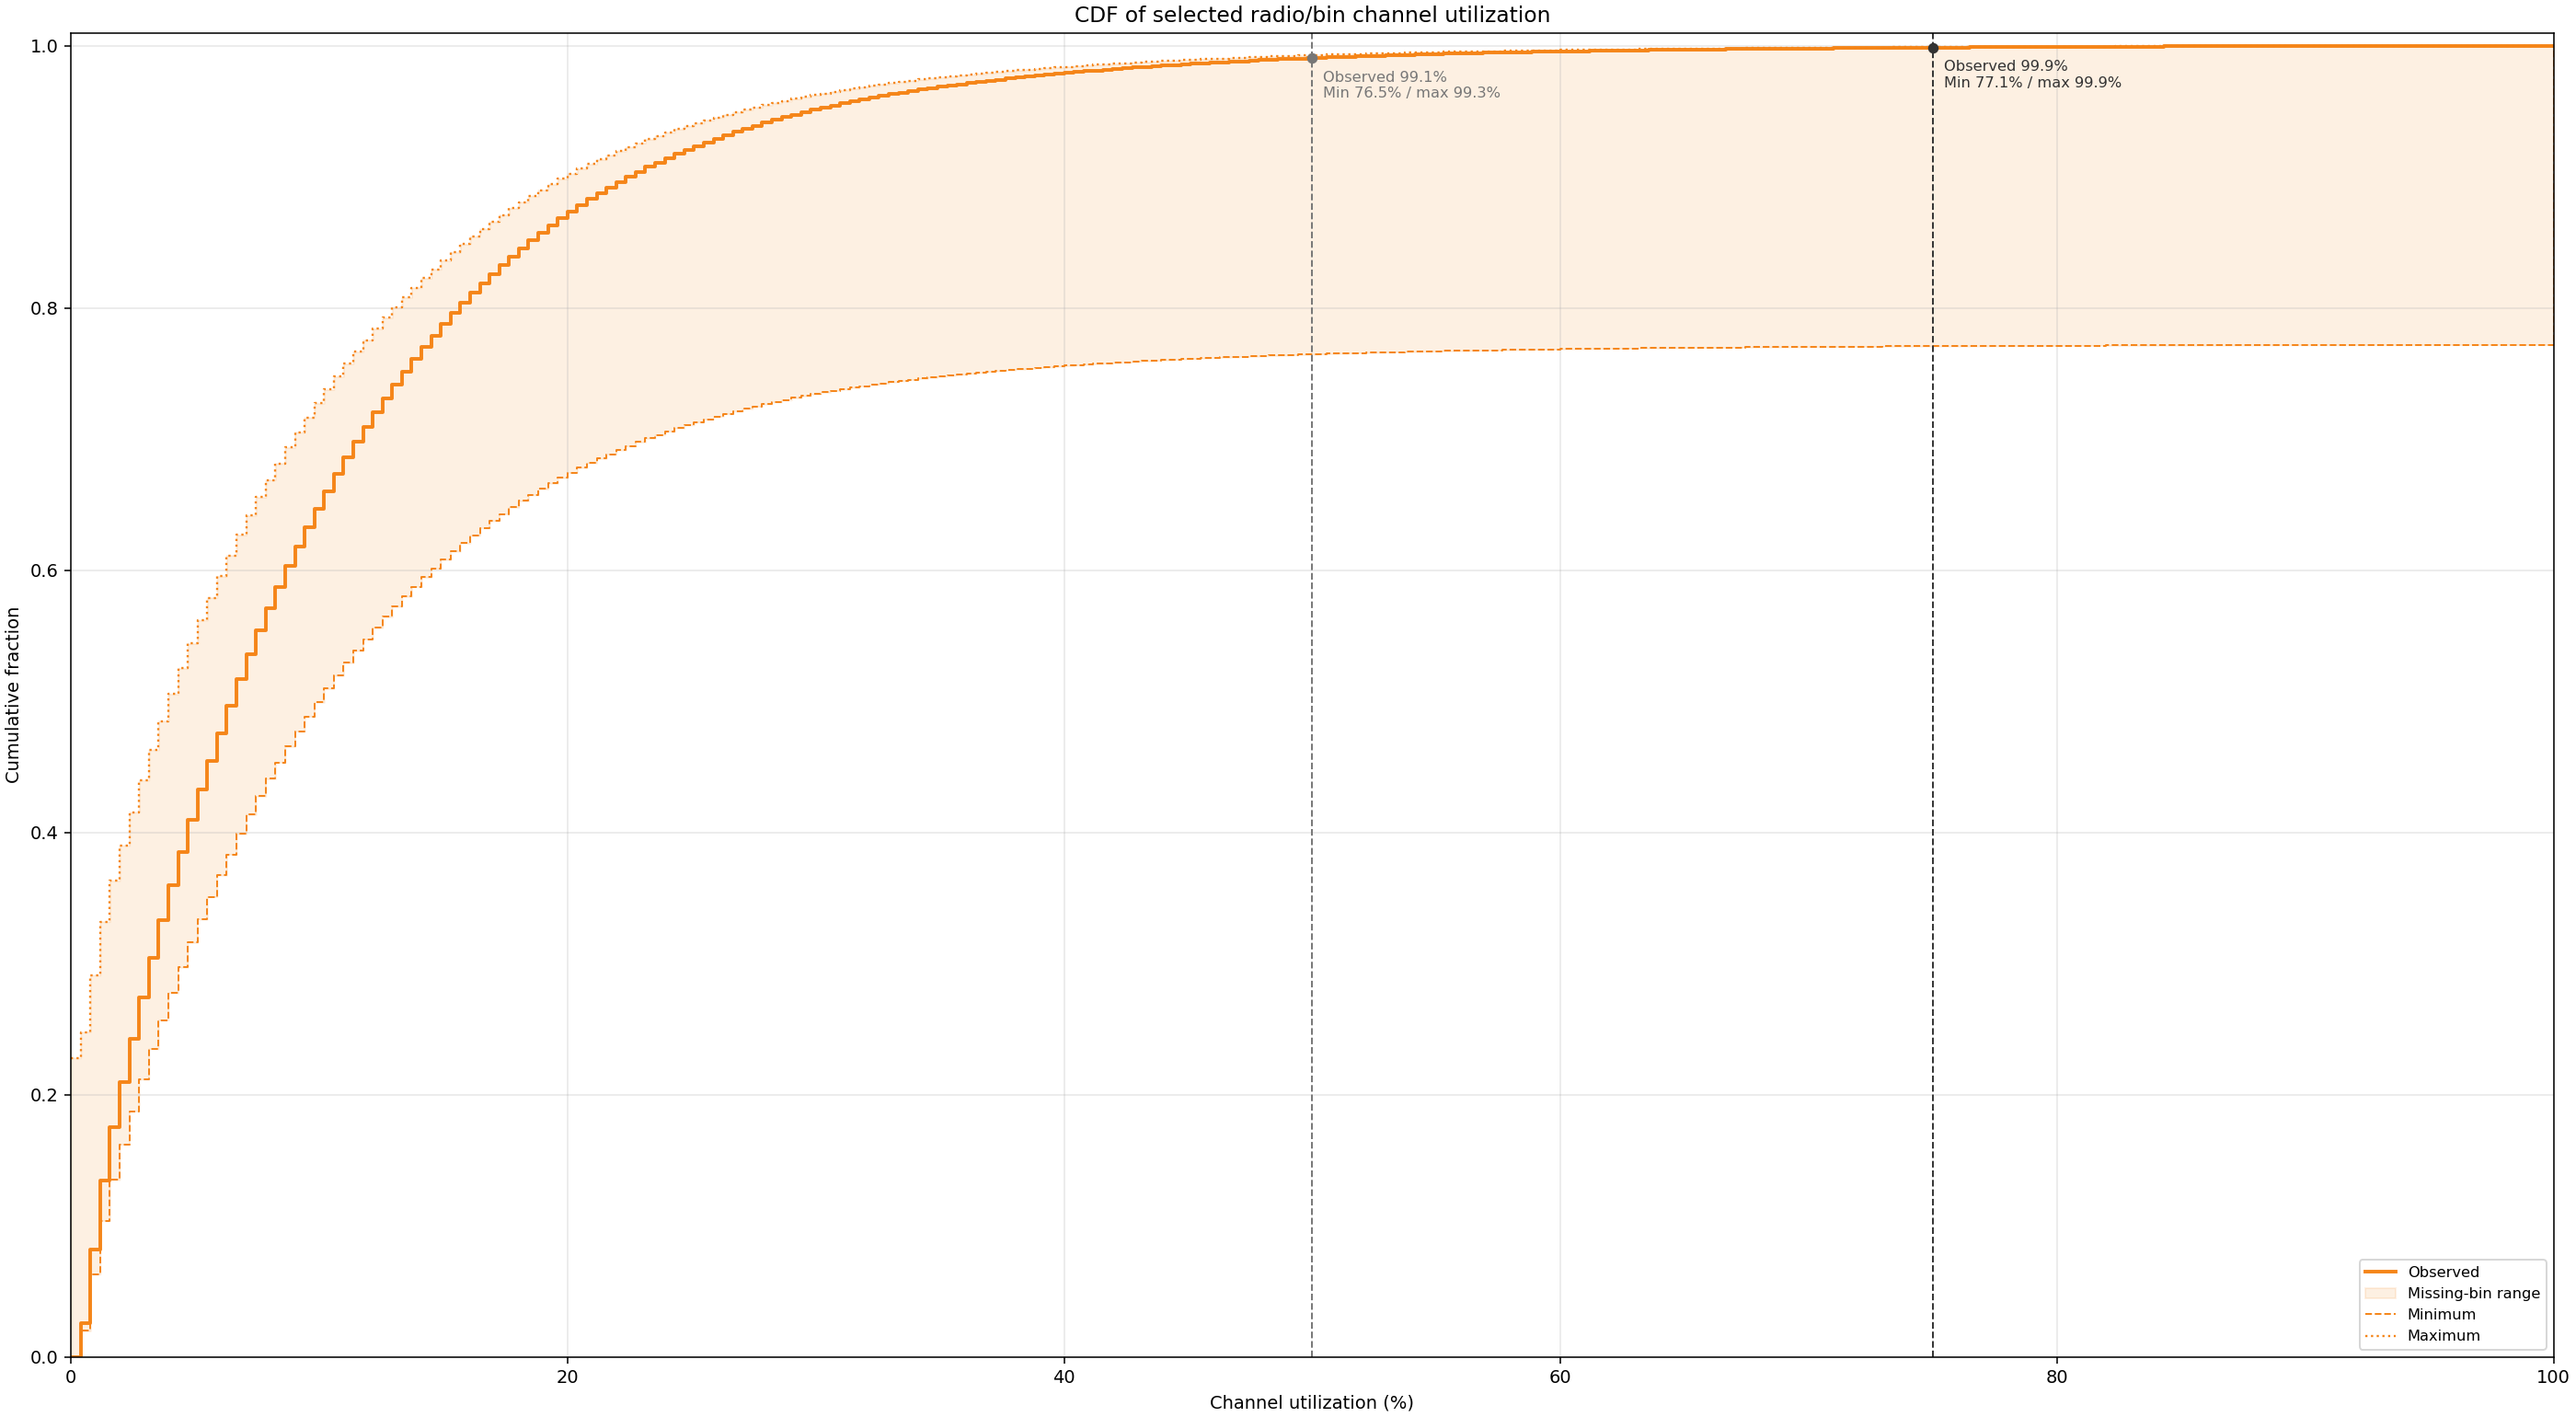 CDF of selected radio/bin channel utilization
1.0
0.8
0.6
0.4
0.2
0.0
Cumulative fraction
Observed 99.1%
Min 76.5% / max 99.3%
Observed 99.9%
Min 77.1% / max 99.9%
Observed
Missing-bin range
Minimum
Maximum
0 20 40 60 80 100
Channel utilization (%)